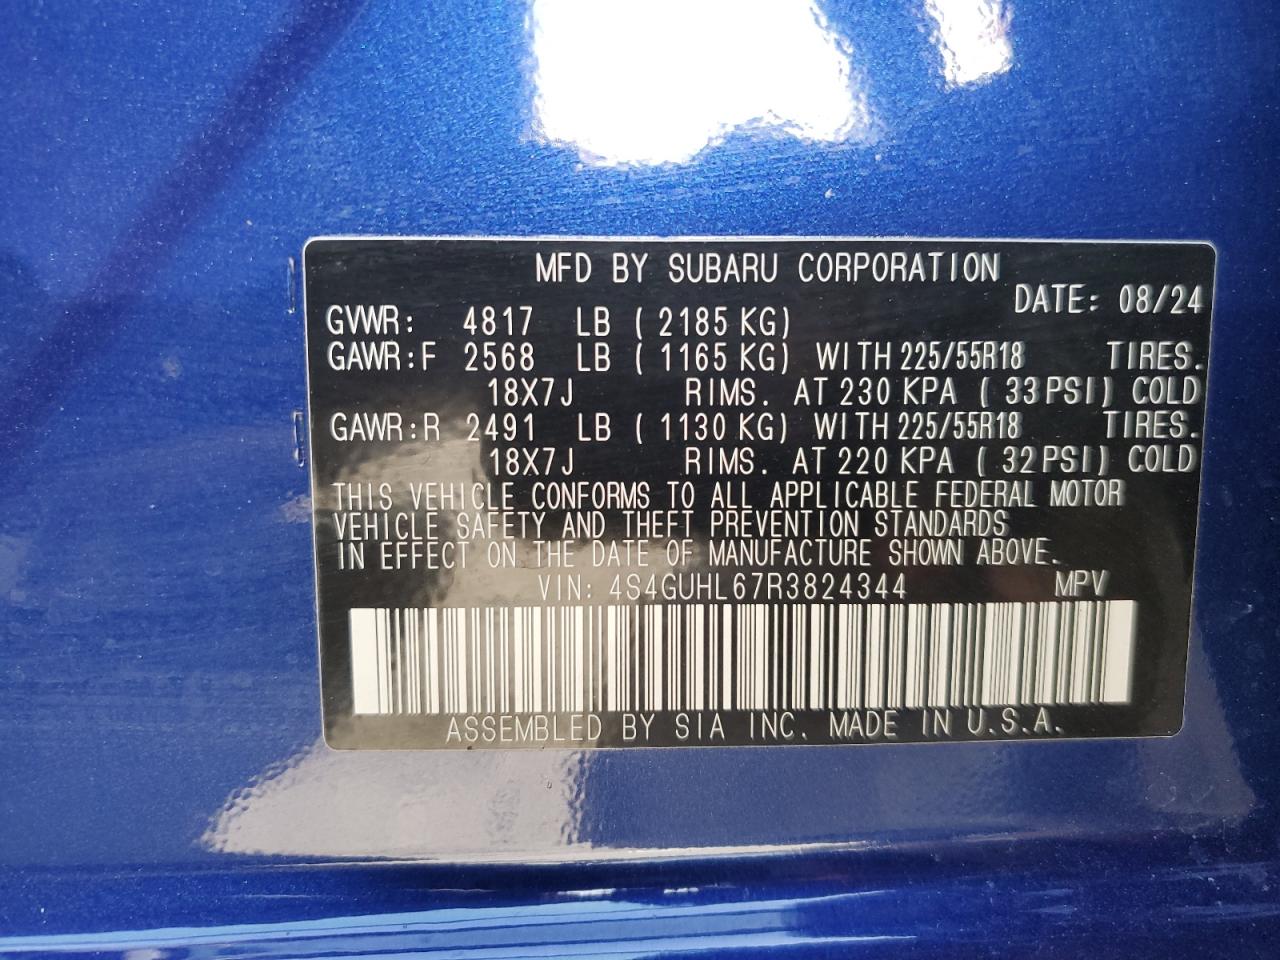 MFD BY SUBARU CORPORATION
DATE: 08/24
GVWR: 4817 LB ( 2185 KG)
GAWR:F 2568 LB ( 1165 KG) WITH 225/55R18 TIRES.
18X7J RIMS. AT 230 KPA ( 33 PSI) COLD
GAWR:R 2491 LB ( 1130 KG) WITH 225/55R18 TIRES.
18X7J RIMS. AT 220 KPA ( 32 PSI) COLD
THIS VEHICLE CONFORMS TO ALL APPLICABLE FEDERAL MOTOR
VEHICLE SAFETY AND THEFT PREVENTION STANDARDS
IN EFFECT ON THE DATE OF MANUFACTURE SHOWN ABOVE.
VIN: 4S4GUHL67R3824344 MPV
ASSEMBLED BY SIA INC. MADE IN U.S.A.